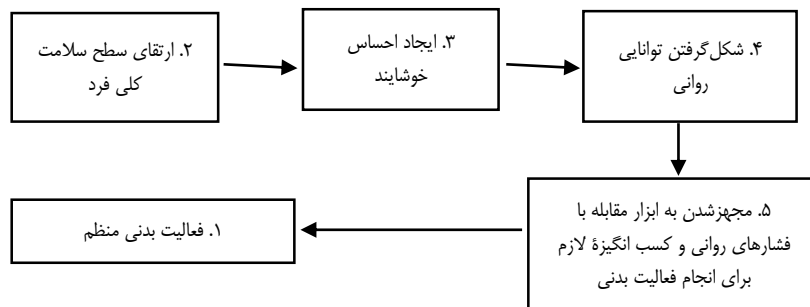 ۲. ارتقای سطح سلامت
کلی فرد
۳. ایجاد احساس
خوشایند
۴. شکل‌گرفتن توانایی
روانی
۵. مجهزشدن به ابزار مقابله با
فشارهای روانی و کسب انگیزۀ لازم
برای انجام فعالیت بدنی
۱. فعالیت بدنی منظم